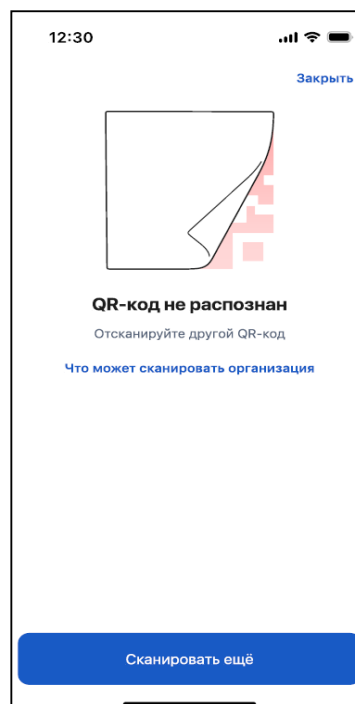 12:30
Закрыть
QR-код не распознан
Отсканируйте другой QR-код
Что может сканировать организация
Сканировать ещё